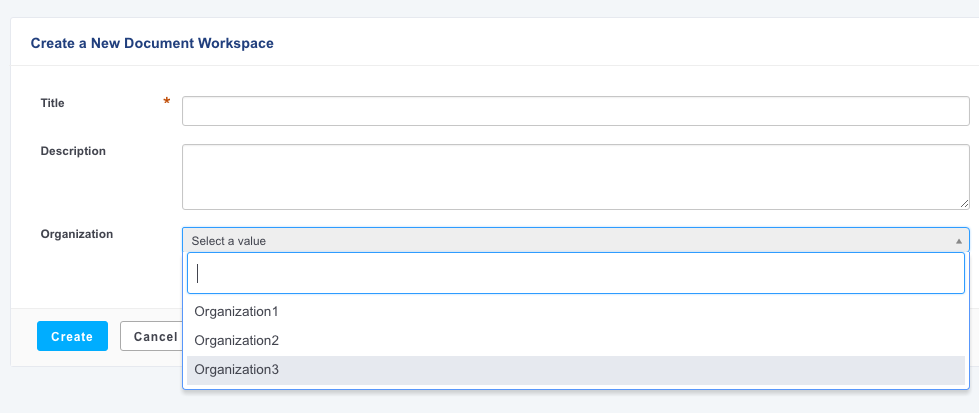 Create a New Document Workspace
Title *
Description
Organization
Select a value
Organization1
Organization2
Organization3
Create Cancel